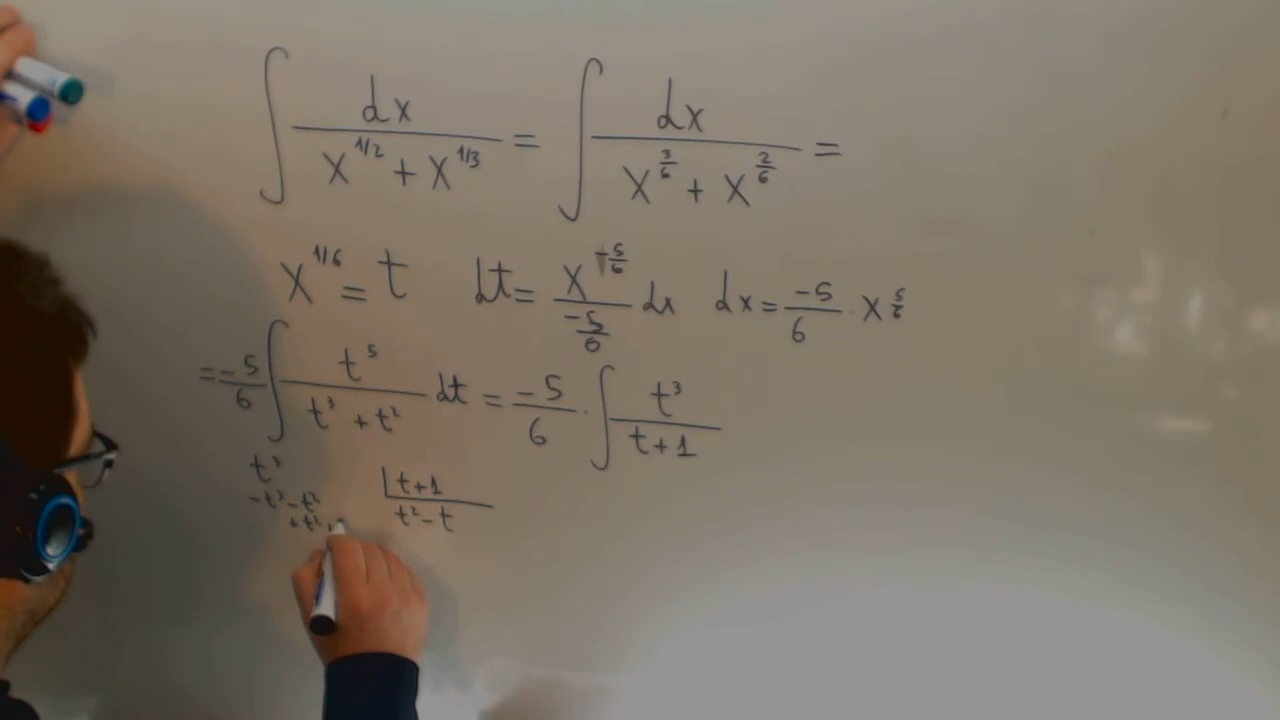 ∫ dx / (x^{1/2} + x^{1/3}) = ∫ dx / (x^{3/6} + x^{2/6}) =
x^{1/6} = t   dt = x^{-5/6} / (-5/6) dx   dx = -5/6 · x^{5/6}
= -5/6 ∫ t^5 / (t^3 + t^2) dt = -5/6 · ∫ t^3 / (t+1)
t^3 | t+1
-t^3 - t^2   t^2 - t
+t^2